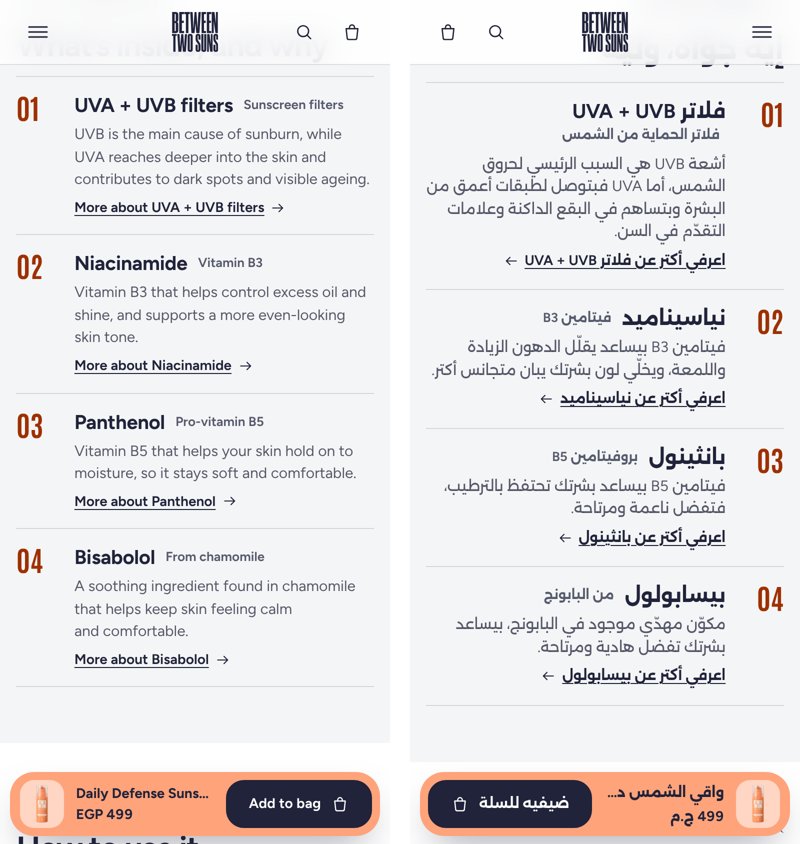 BETWEEN
TWO SUNS
What's inside, and why
01
UVA + UVB filters Sunscreen filters
UVB is the main cause of sunburn, while
UVA reaches deeper into the skin and
contributes to dark spots and visible ageing.
More about UVA + UVB filters →
02
Niacinamide Vitamin B3
Vitamin B3 that helps control excess oil and
shine, and supports a more even-looking
skin tone.
More about Niacinamide →
03
Panthenol Pro-vitamin B5
Vitamin B5 that helps your skin hold on to
moisture, so it stays soft and comfortable.
More about Panthenol →
04
Bisabolol From chamomile
A soothing ingredient found in chamomile
that helps keep skin feeling calm
and comfortable.
More about Bisabolol →
Daily Defense Suns...
EGP 499
Add to bag
How to use it
BETWEEN
TWO SUNS
إيه جواه، وليه
01
فلاتر UVA + UVB
فلاتر الحماية من الشمس
أشعة UVB هي السبب الرئيسي لحروق
الشمس، أما UVA فبتوصل لطبقات أعمق من
البشرة وبتساهم في البقع الداكنة وعلامات
التقدّم في السن.
اعرفي أكتر عن فلاتر UVA + UVB ←
02
نياسيناميد فيتامين B3
فيتامين B3 بيساعد يقلّل الدهون الزيادة
واللمعة، ويخلّي لون بشرتك يبان متجانس أكتر.
اعرفي أكتر عن نياسيناميد ←
03
بانثينول بروفيتامين B5
فيتامين B5 بيساعد بشرتك تحتفظ بالترطيب،
فتفضل ناعمة ومرتاحة.
اعرفي أكتر عن بانثينول ←
04
بيسابولول من البابونج
مكوّن مهدّي موجود في البابونج، بيساعد
بشرتك تفضل هادية ومرتاحة.
اعرفي أكتر عن بيسابولول ←
واقي الشمس د...
499 ج.م
ضيفيه للسلة